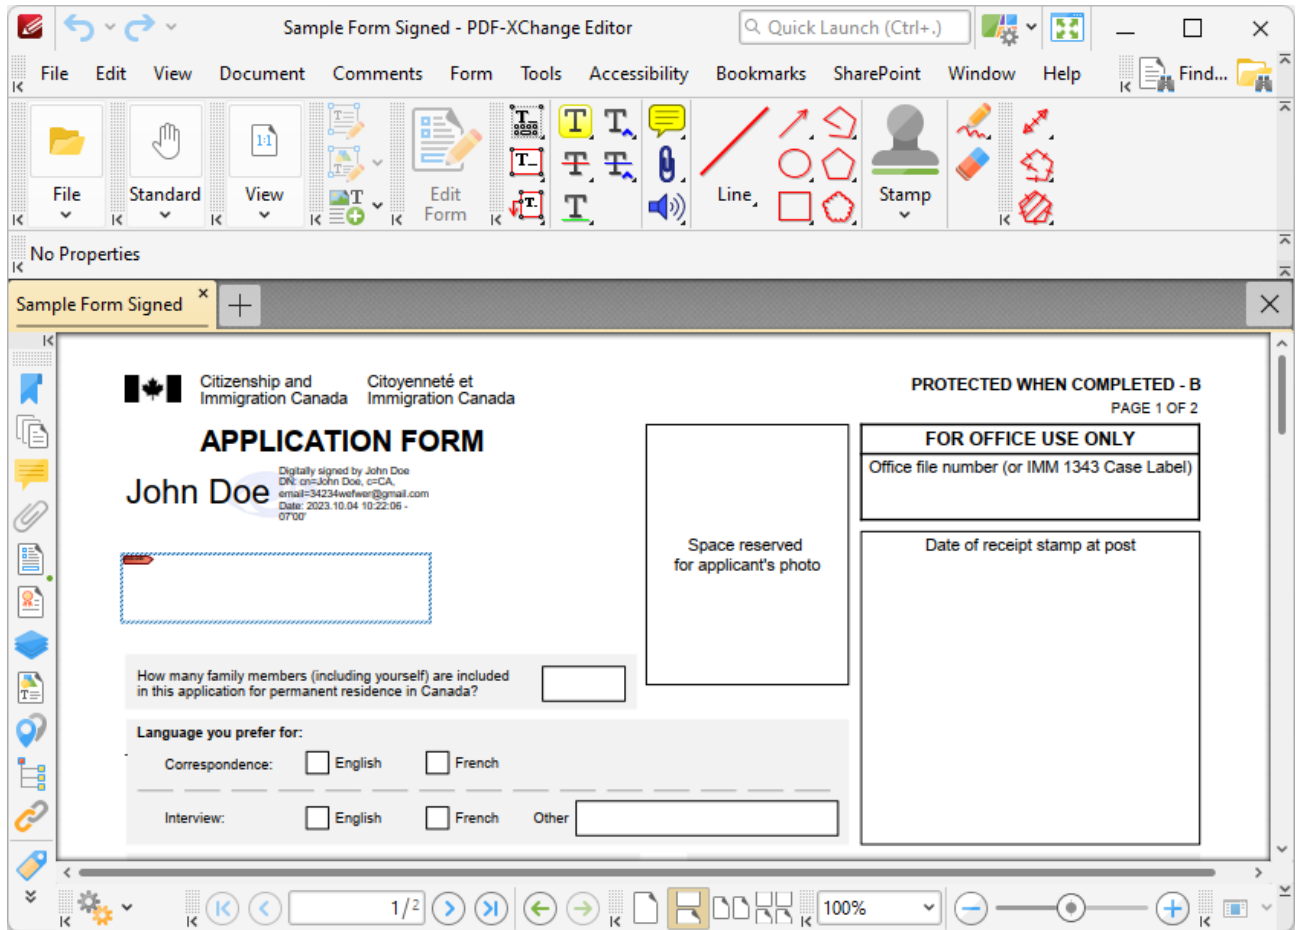 Sample Form Signed - PDF-XChange Editor
Quick Launch (Ctrl+.)
File Edit View Document Comments Form Tools Accessibility Bookmarks SharePoint Window Help Find...
File
Standard
1:1
View
Edit Form
Line
Stamp
No Properties
Sample Form Signed
Citizenship and Immigration Canada
Citoyenneté et Immigration Canada
PROTECTED WHEN COMPLETED - B
PAGE 1 OF 2
APPLICATION FORM
John Doe
Digitally signed by John Doe
DN: cn=John Doe, c=CA,
email=34234wefwer@gmail.com
Date: 2023.10.04 10:22:06 -
07'00'
Space reserved
for applicant's photo
FOR OFFICE USE ONLY
Office file number (or IMM 1343 Case Label)
Date of receipt stamp at post
How many family members (including yourself) are included
in this application for permanent residence in Canada?
Language you prefer for:
Correspondence: English French
Interview: English French Other
1/2
100%